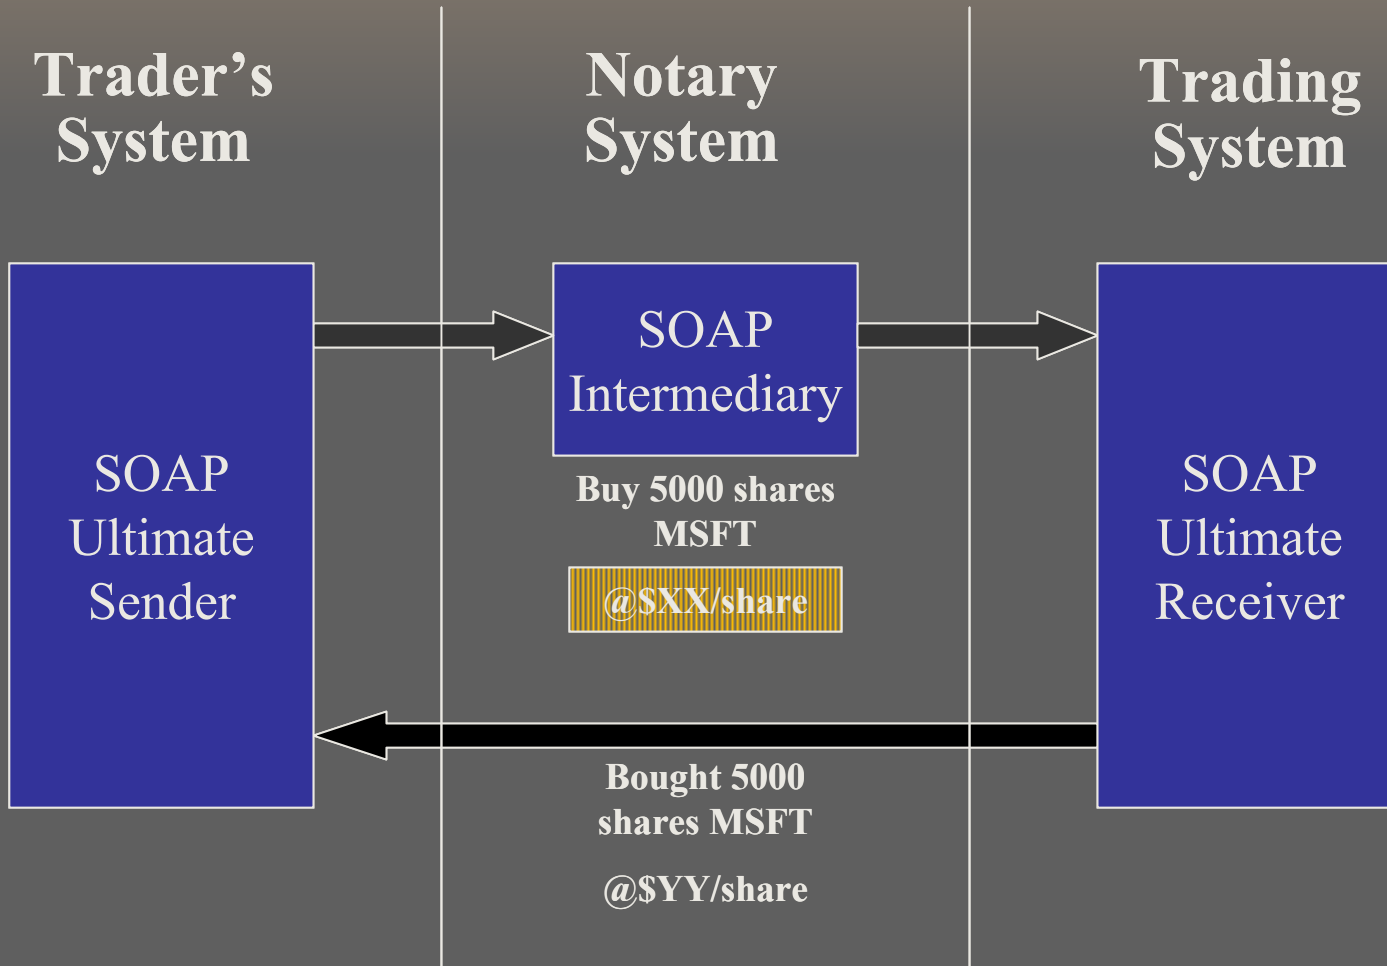 Trader’s
System
Notary
System
Trading
System
SOAP
Ultimate
Sender
SOAP
Intermediary
Buy 5000 shares
MSFT
@$XX/share
SOAP
Ultimate
Receiver
Bought 5000
shares MSFT
@$YY/share